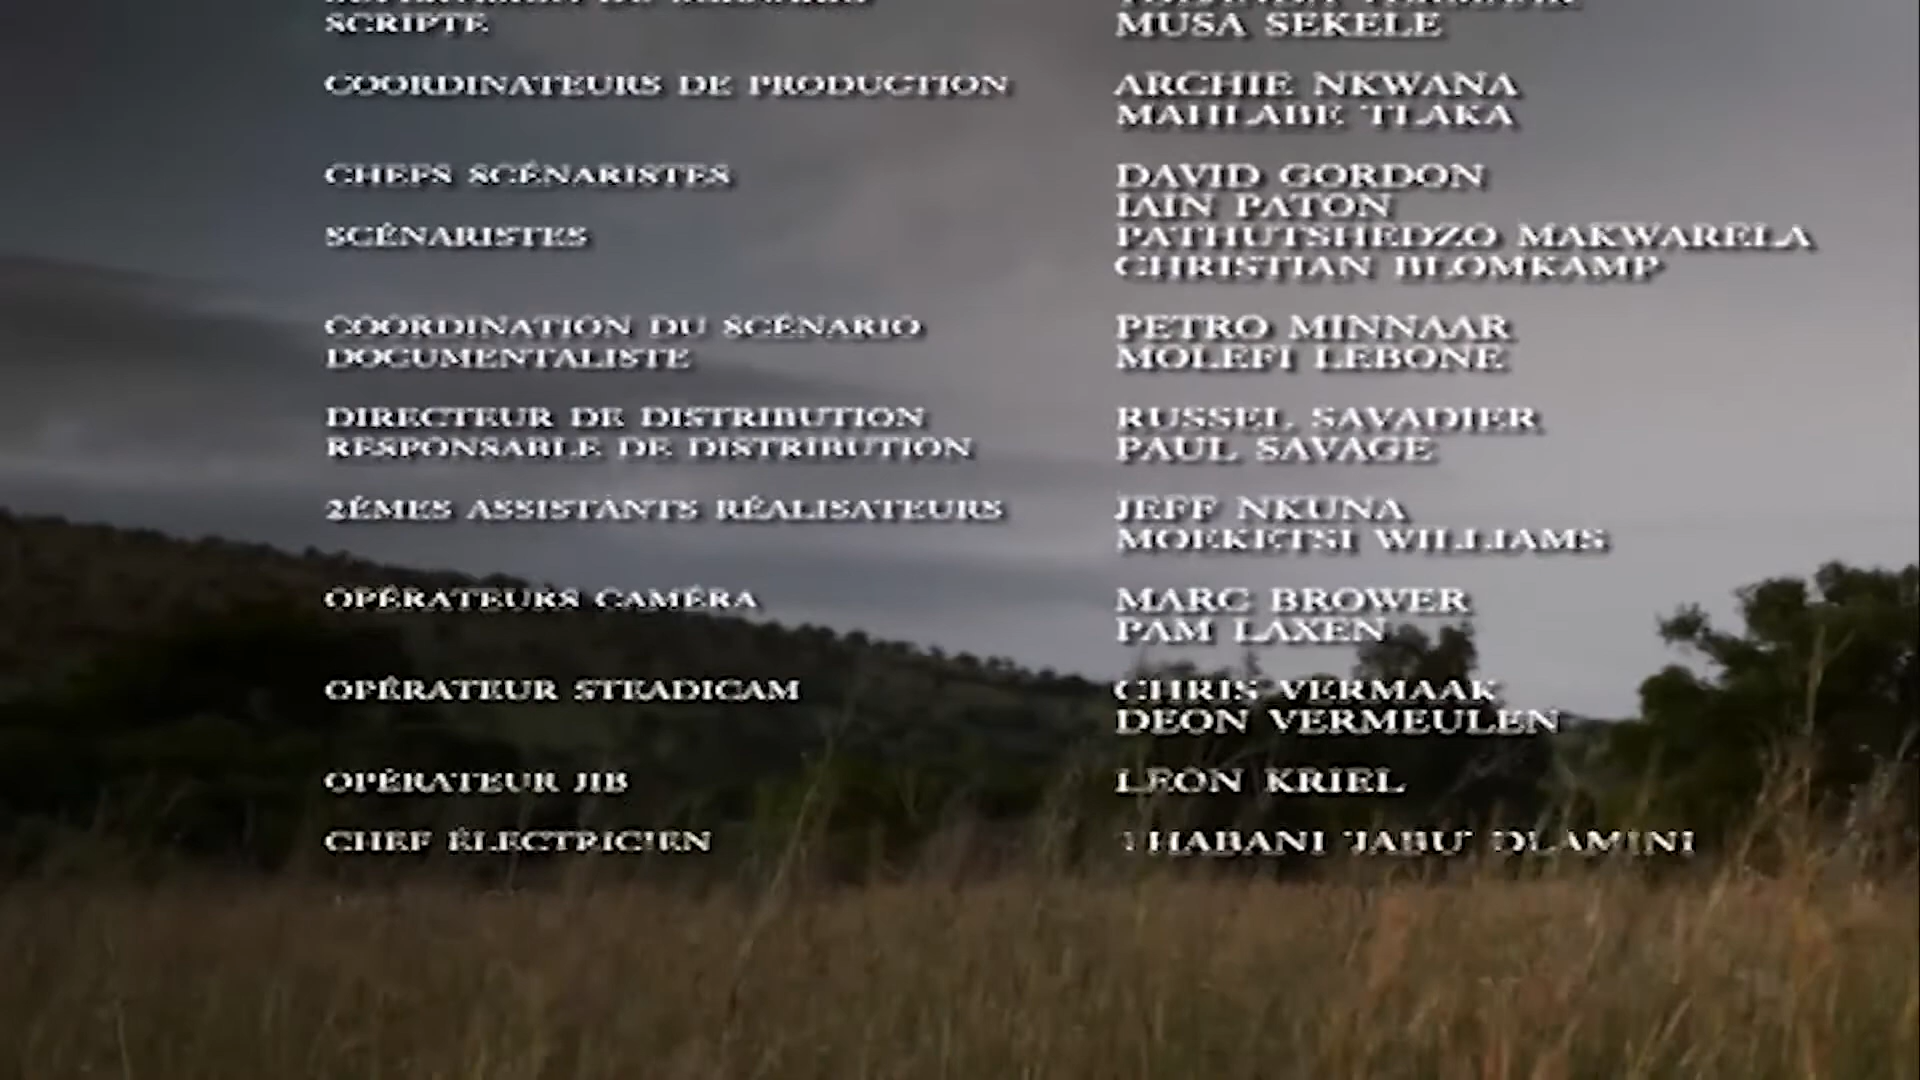 SCRIPTE MUSA SEKELE
COORDINATEURS DE PRODUCTION ARCHIE NKWANA
MAHLABE TLAKA
CHEFS SCÉNARISTES DAVID GORDON
IAIN PATON
SCÉNARISTES PATHUTSHEDZO MAKWARELA
CHRISTIAN BLOMKAMP
COORDINATION DU SCÉNARIO PETRO MINNAAR
DOCUMENTALISTE MOLEFI LEBONE
DIRECTEUR DE DISTRIBUTION RUSSEL SAVADIER
RESPONSABLE DE DISTRIBUTION PAUL SAVAGE
2ÉMES ASSISTANTS RÉALISATEURS JEFF NKUNA
MOEKETSI WILLIAMS
OPÉRATEURS CAMÉRA MARC BROWER
PAM LAXEN
OPÉRATEUR STEADICAM CHRIS VERMAAK
DEON VERMEULEN
OPÉRATEUR JIB LEON KRIEL
CHEF ÉLECTRICIEN THABANI 'JABU' DLAMINI